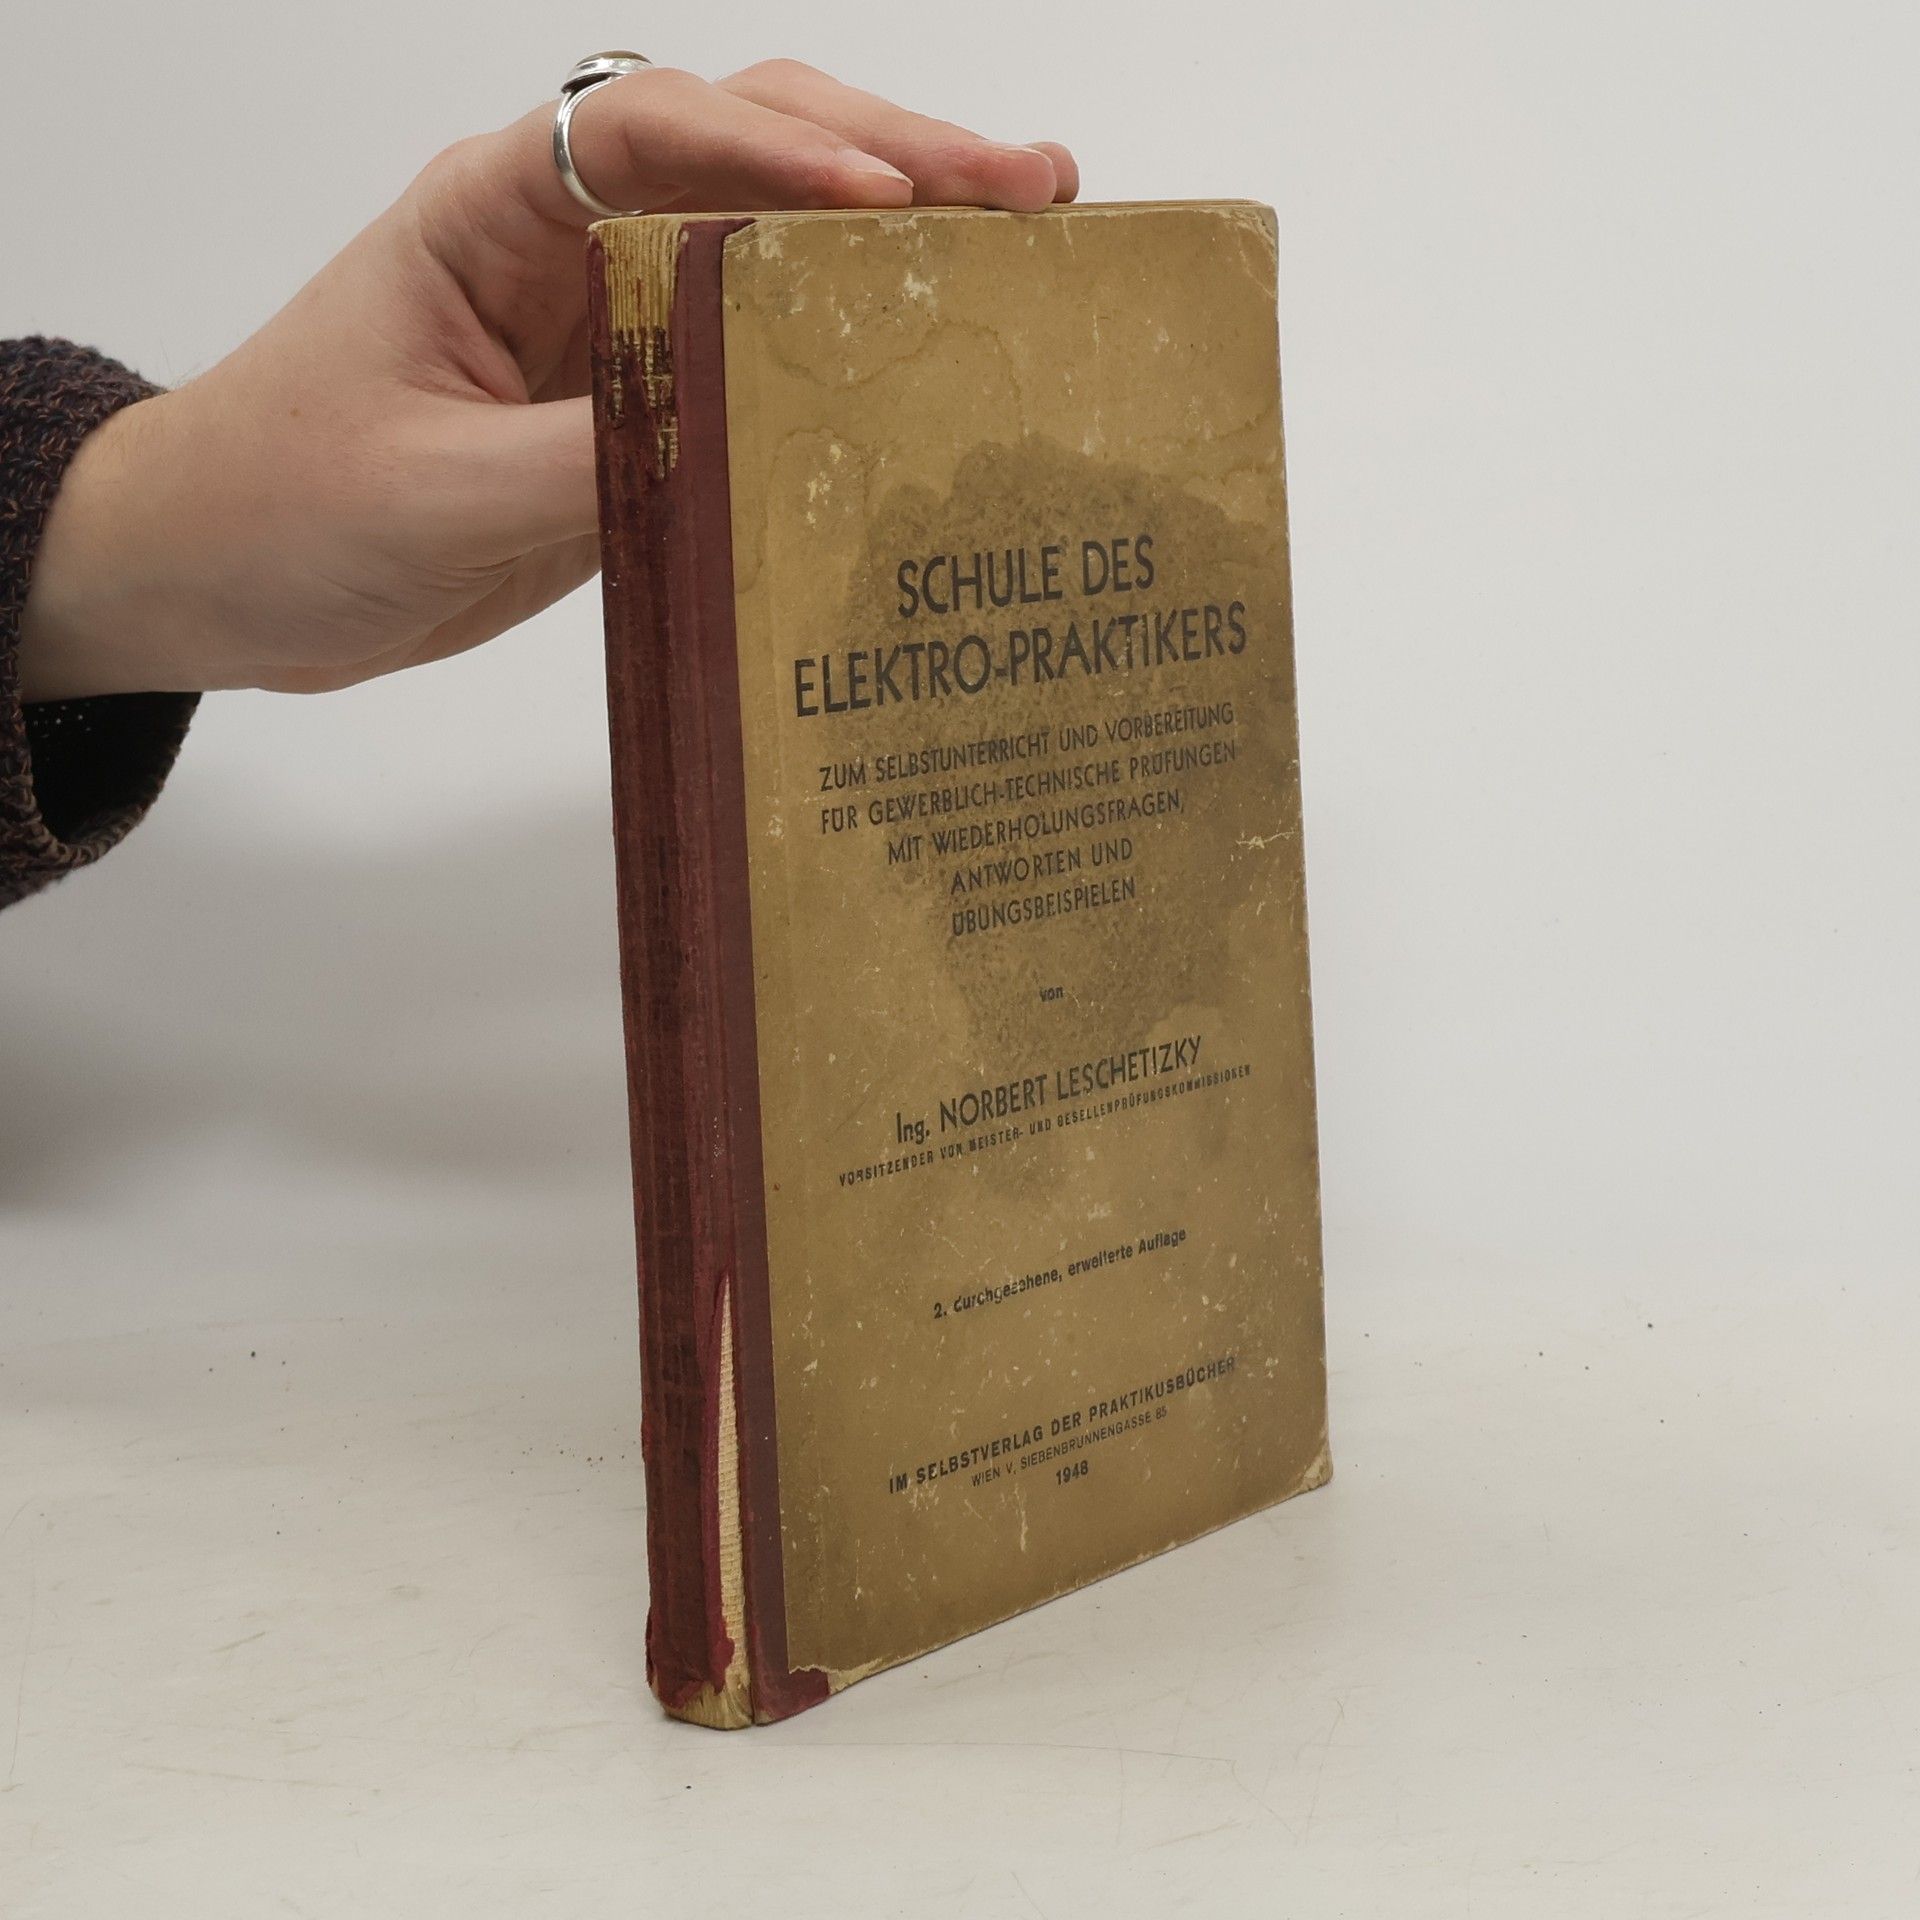 SCHULE DES
ELEKTRO-PRAKTIKERS
ZUM SELBSTUNTERRICHT UND VORBEREITUNG
FÜR GEWERBLICH-TECHNISCHE PRÜFUNGEN
MIT WIEDERHOLUNGSFRAGEN,
ANTWORTEN UND
ÜBUNGSBEISPIELEN
von
Ing. NORBERT LESCHETIZKY
VORSITZENDER VON MEISTER- UND GESELLENPRÜFUNGSKOMMISSIONEN
2. durchgesehene, erweiterte Auflage
IM SELBSTVERLAG DER PRAKTIKUSBÜCHER
WIEN V, SIEBENBRUNNENGASSE 85
1948